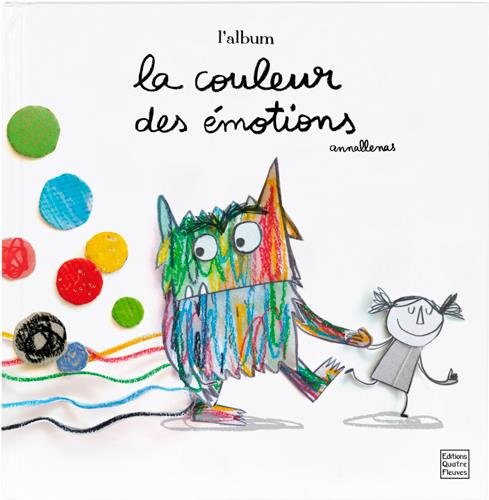 l'album
la couleur
des émotions
annallenas
Editions
Quatre
Fleuves